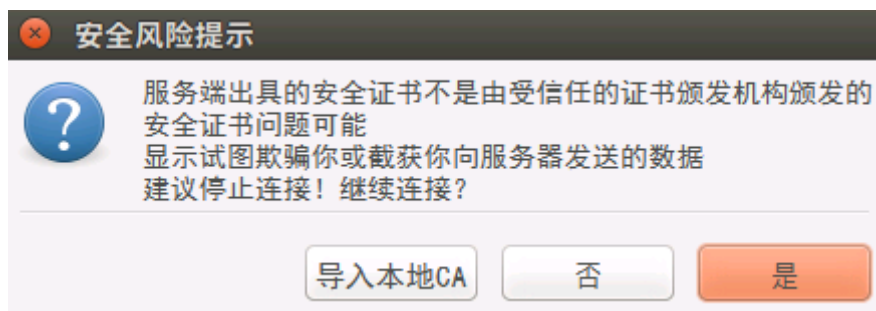 安全风险提示
服务端出具的安全证书不是由受信任的证书颁发机构颁发的
安全证书问题可能
显示试图欺骗你或截获你向服务器发送的数据
建议停止连接！继续连接？
导入本地CA 否 是